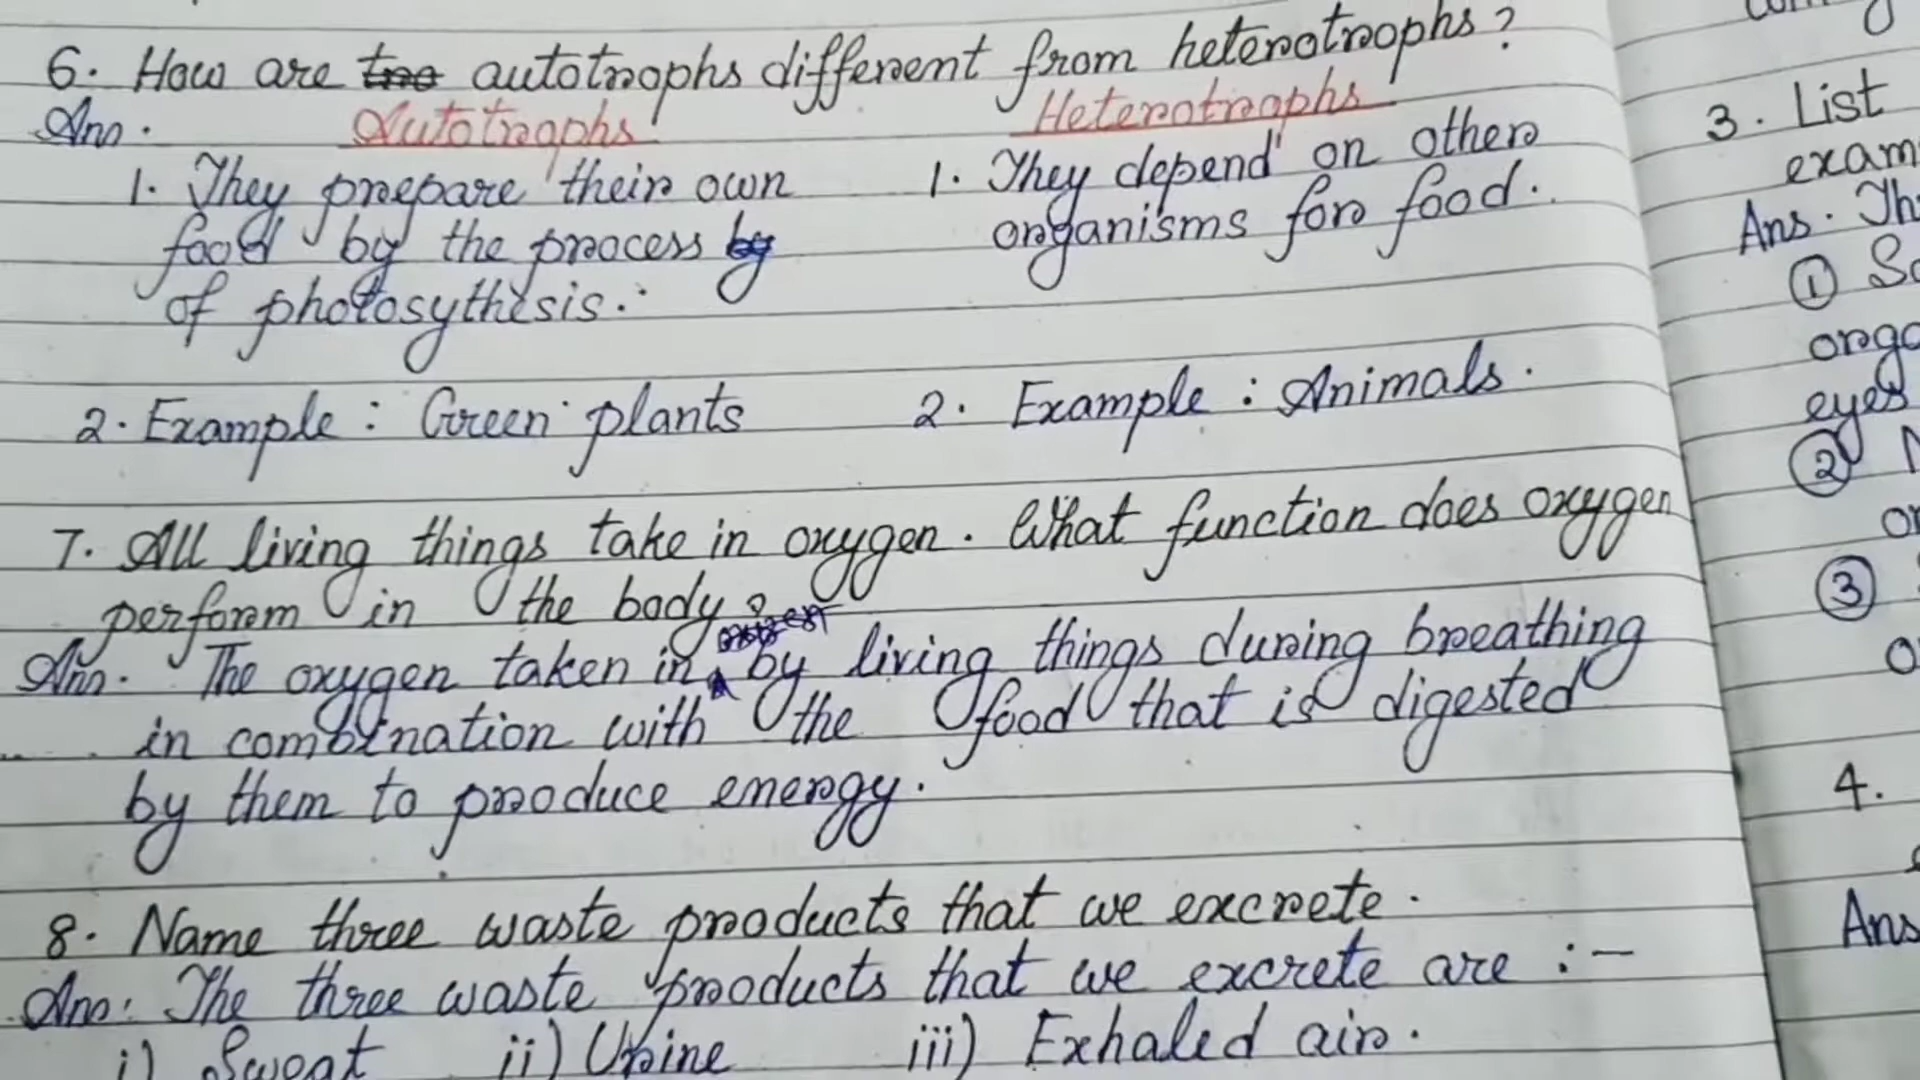 6. How are autotrophs different from heterotrophs?
Ans. Autotrophs Heterotrophs
1. They prepare their own
food by the process
of photosythesis.
1. They depend on other
organisms for food.
2. Example : Green plants
2. Example : Animals.
7. All living things take in oxygen. What function does oxygen
perform in the body?
Ans. The oxygen taken in by living things during breathing
in combination with the food that is digested
by them to produce energy.
8. Name three waste products that we excrete.
Ans. The three waste products that we excrete are :-
i) Sweat ii) Urine iii) Exhaled air.
3. List
exam
Ans. Th
① So
orga
eyes
② N
or
③
o
4.
Ans